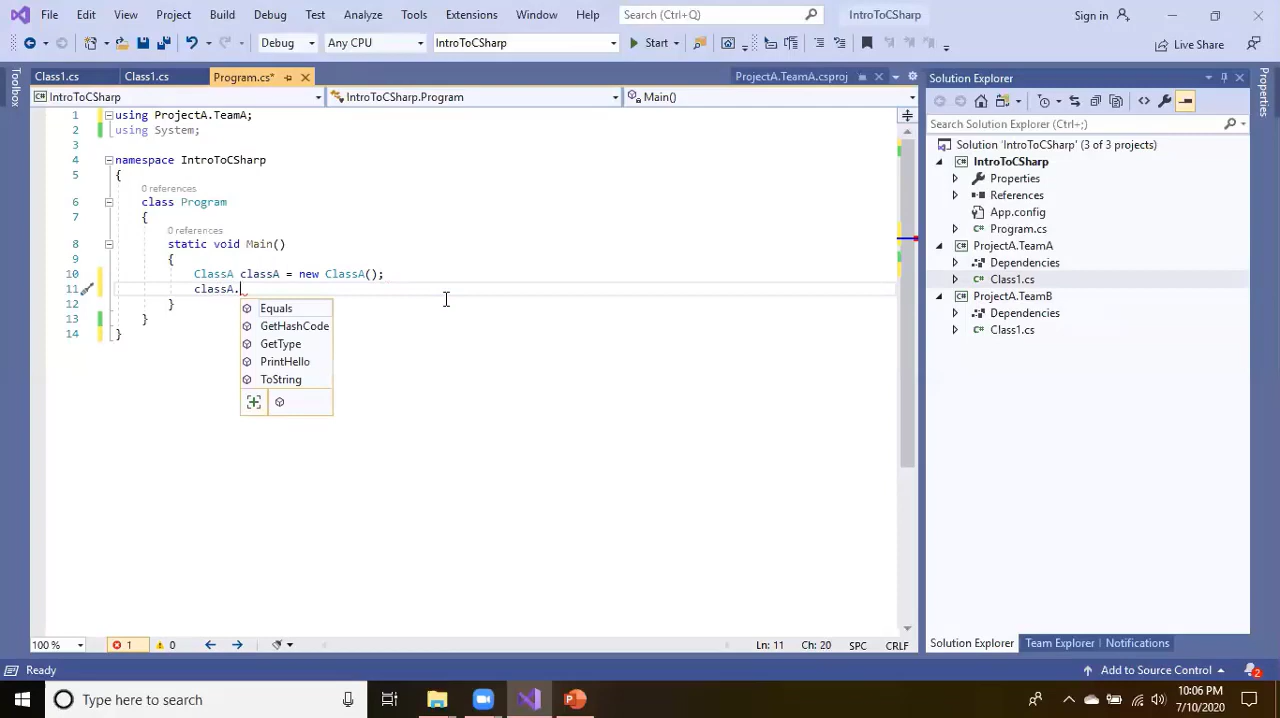 File Edit View Project Build Debug Test Analyze Tools Extensions Window Help Search (Ctrl+Q) IntroToCSharp Sign in
Debug Any CPU IntroToCSharp Start Live Share
Toolbox
Class1.cs Class1.cs Program.cs* ProjectA.TeamA.csproj
IntroToCSharp IntroToCSharp.Program Main()
1 using ProjectA.TeamA;
2 using System;
3
4 namespace IntroToCSharp
5 {
0 references
6 class Program
7 {
0 references
8 static void Main()
9 {
10 ClassA classA = new ClassA();
11 classA.
12 }
13 }
14 }
Equals
GetHashCode
GetType
PrintHello
ToString
100 % 1 0 Ln: 11 Ch: 20 SPC CRLF
Solution Explorer
Search Solution Explorer (Ctrl+;)
Solution 'IntroToCSharp' (3 of 3 projects)
IntroToCSharp
Properties
References
App.config
Program.cs
ProjectA.TeamA
Dependencies
Class1.cs
ProjectA.TeamB
Dependencies
Class1.cs
Solution Explorer Team Explorer Notifications
Properties
Ready Add to Source Control 2
Type here to search 10:06 PM
7/10/2020